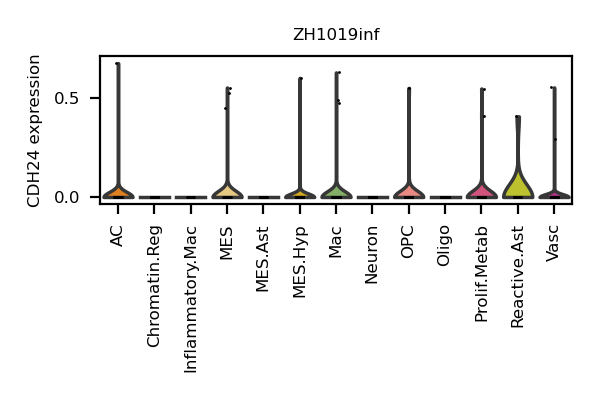 ZH1019inf
CDH24 expression
0.5
0.0
AC
Chromatin.Reg
Inflammatory.Mac
MES
MES.Ast
MES.Hyp
Mac
Neuron
OPC
Oligo
Prolif.Metab
Reactive.Ast
Vasc